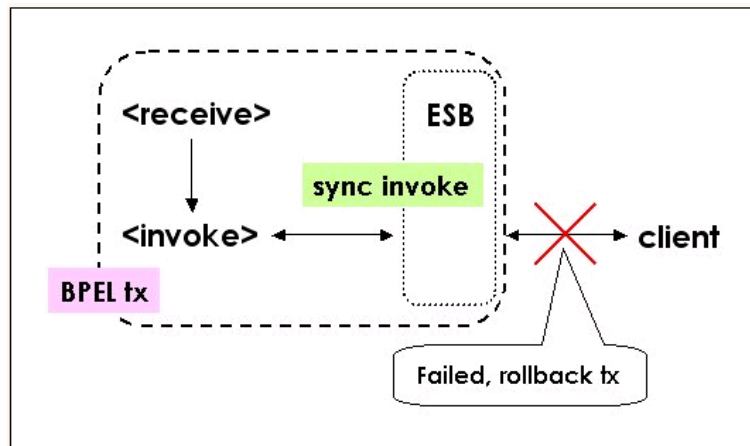 <receive>
ESB
sync invoke
<invoke>
client
BPEL tx
Failed, rollback tx